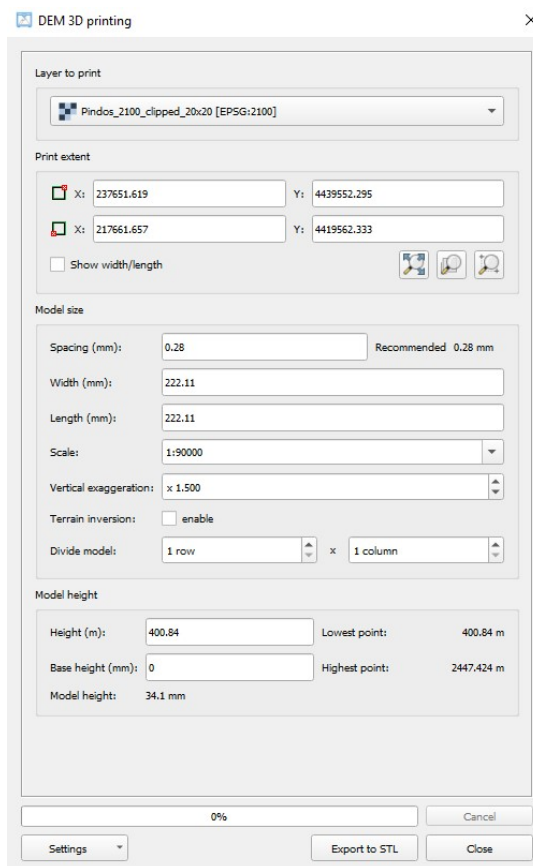 DEM 3D printing
Layer to print
Pindos_2100_clipped_20x20 [EPSG:2100]
Print extent
X: 237651.619 Y: 4439552.295
X: 217661.657 Y: 4419562.333
Show width/length
Model size
Spacing (mm): 0.28 Recommended 0.28 mm
Width (mm): 222.11
Length (mm): 222.11
Scale: 1:90000
Vertical exaggeration: x 1.500
Terrain inversion: enable
Divide model: 1 row x 1 column
Model height
Height (m): 400.84 Lowest point: 400.84 m
Base height (mm): 0 Highest point: 2447.424 m
Model height: 34.1 mm
0% Cancel
Settings Export to STL Close